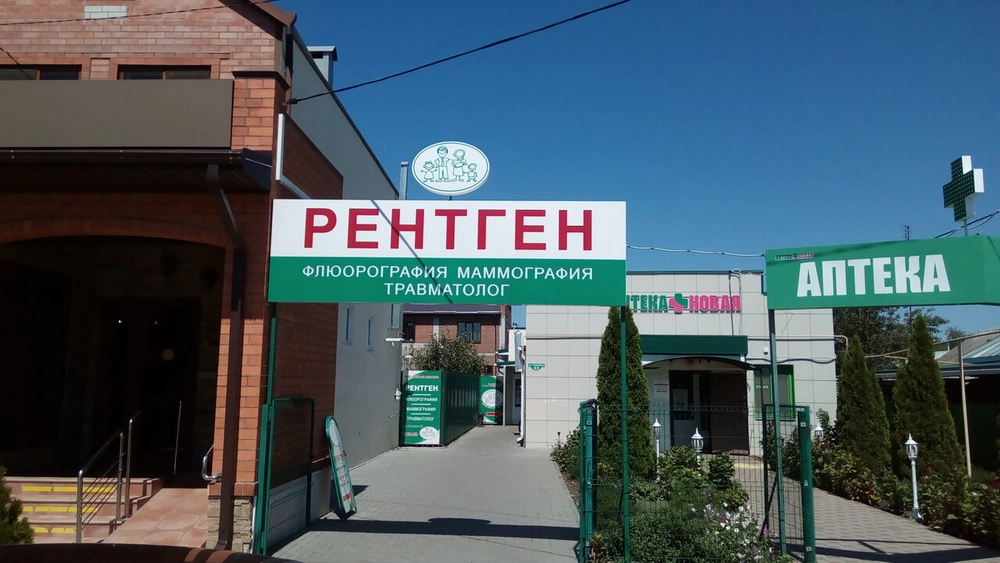 РЕНТГЕН
ФЛЮОРОГРАФИЯ МАММОГРАФИЯ
ТРАВМАТОЛОГ
АПТЕКА
ТЕКА НОВАЯ
РЕНТГЕН
ФЛЮОРОГРАФИЯ
МАММОГРАФИЯ
ТРАВМАТОЛОГ